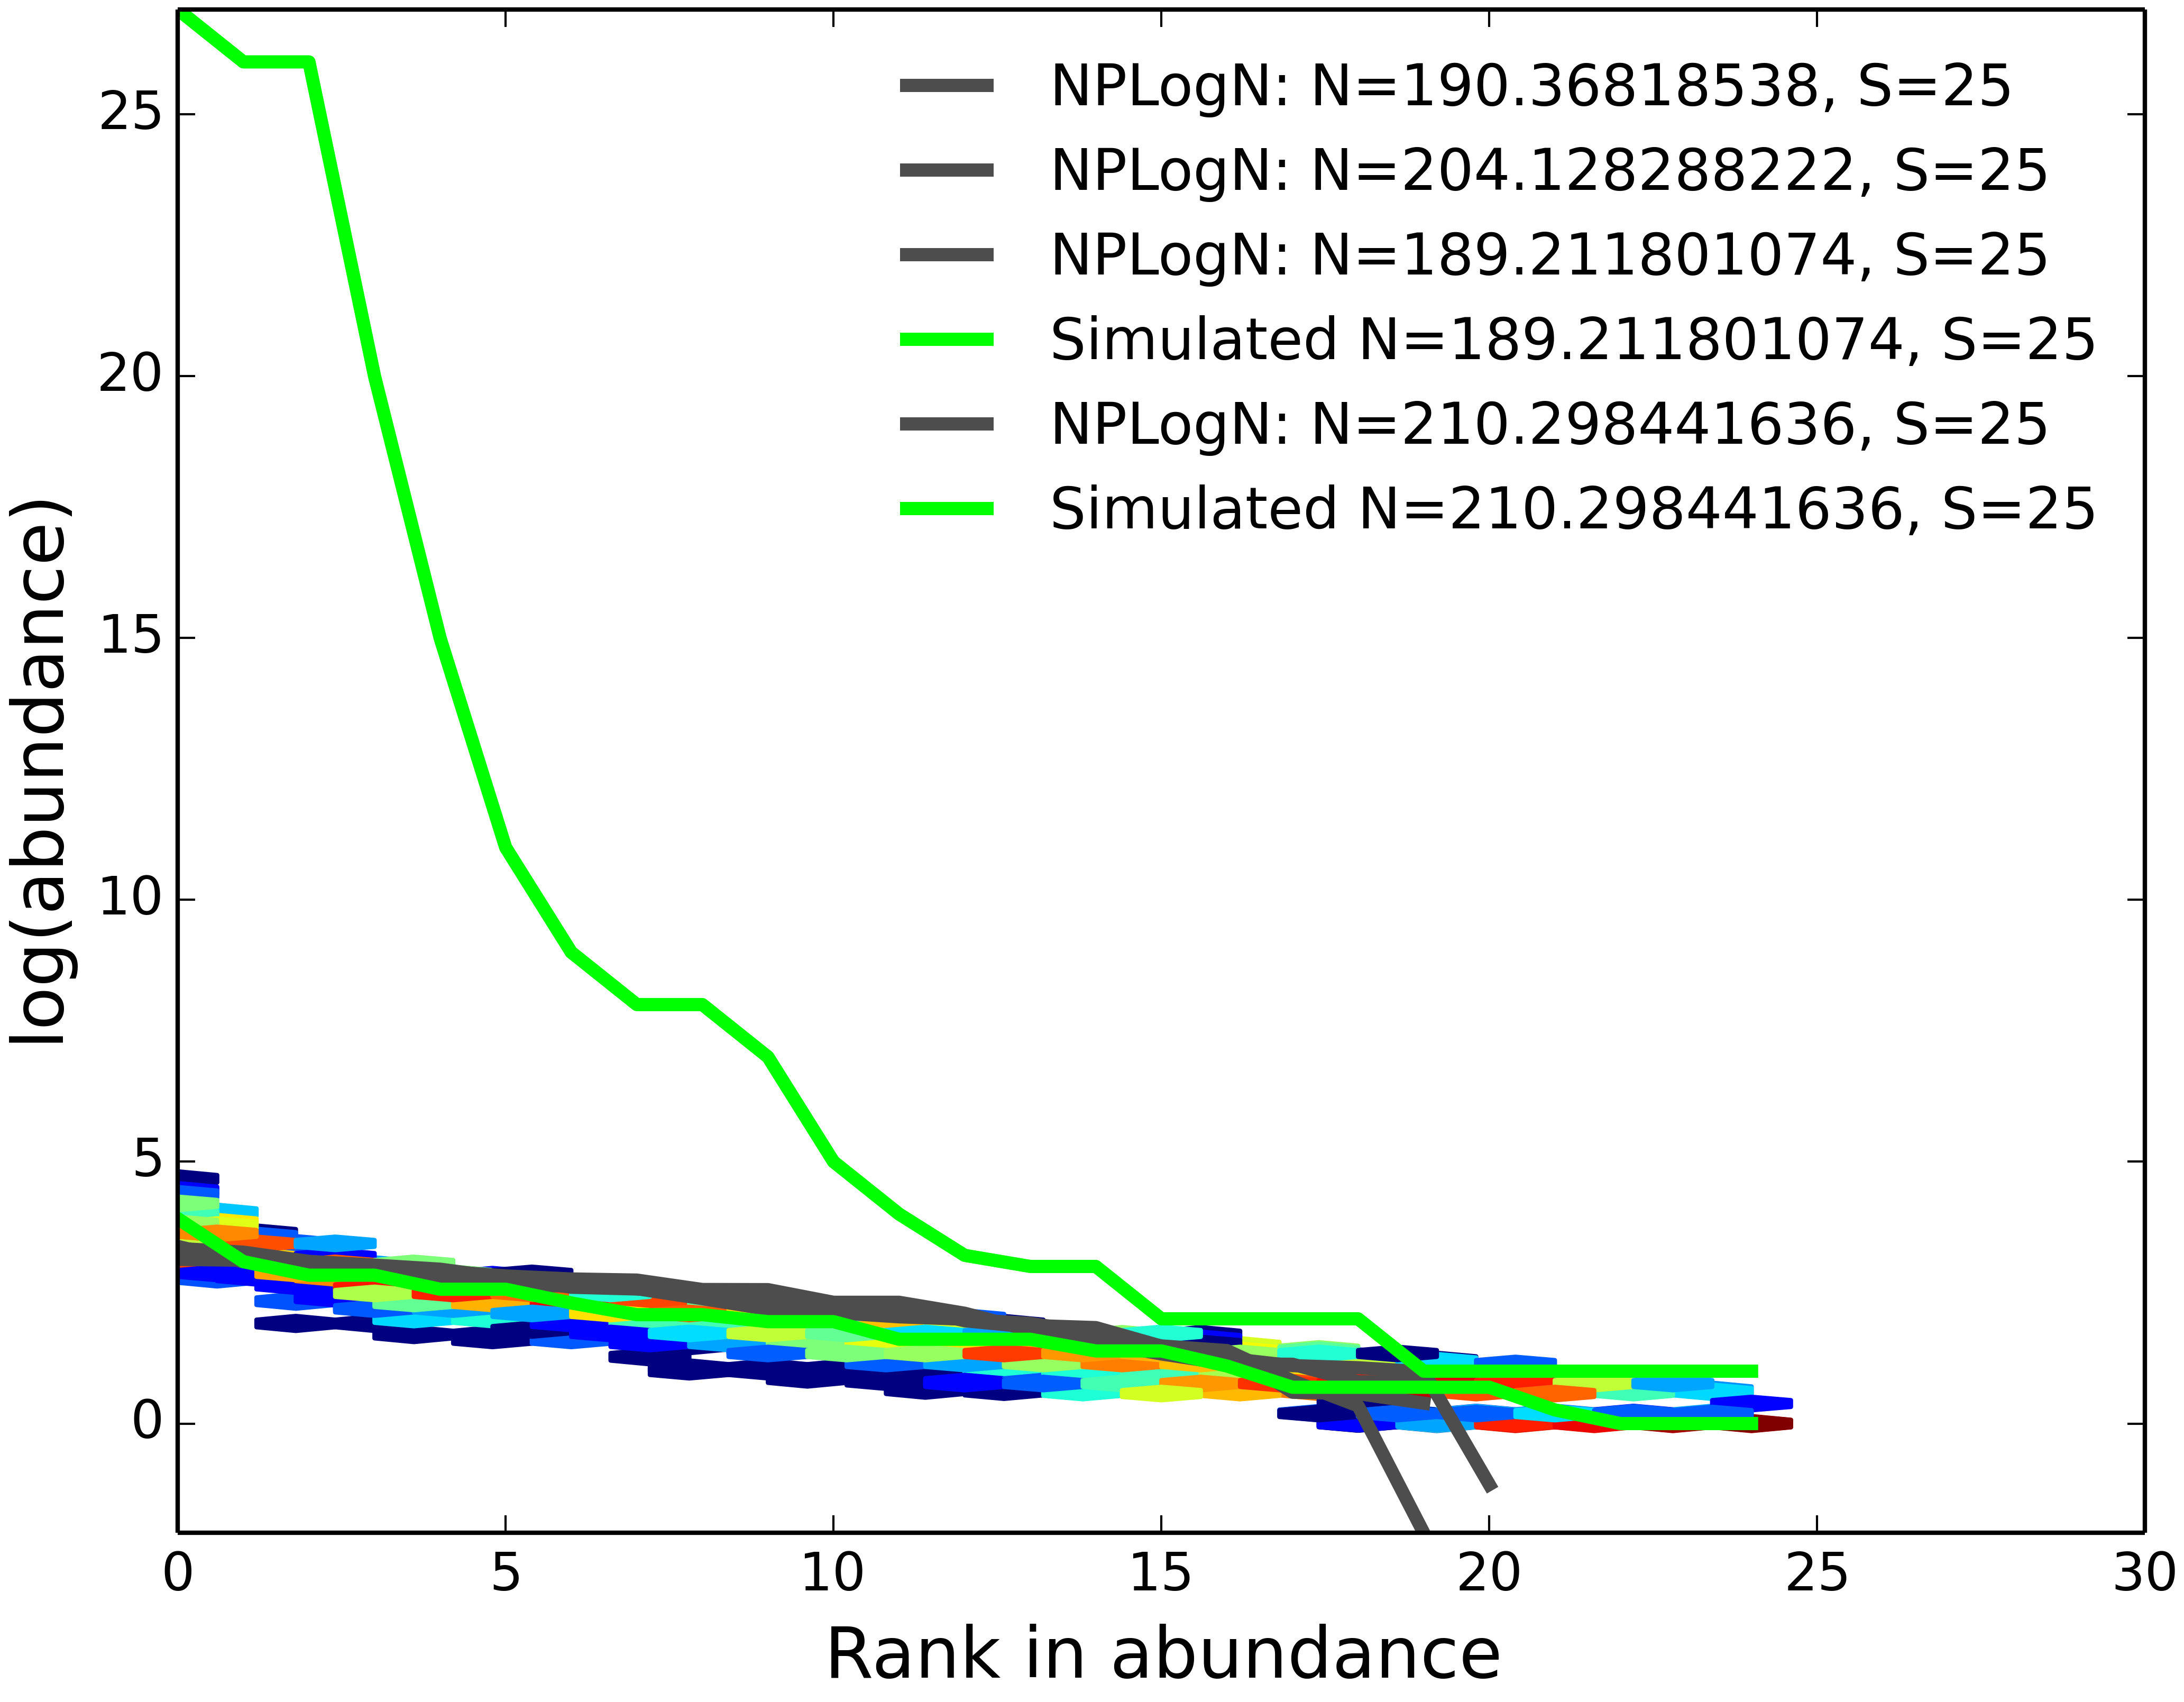 NPLogN: N=190.36818538, S=25
NPLogN: N=204.128288222, S=25
NPLogN: N=189.211801074, S=25
Simulated N=189.211801074, S=25
NPLogN: N=210.298441636, S=25
Simulated N=210.298441636, S=25
log(abundance)
25
20
15
10
5
0
0 5 10 15 20 25 30
Rank in abundance